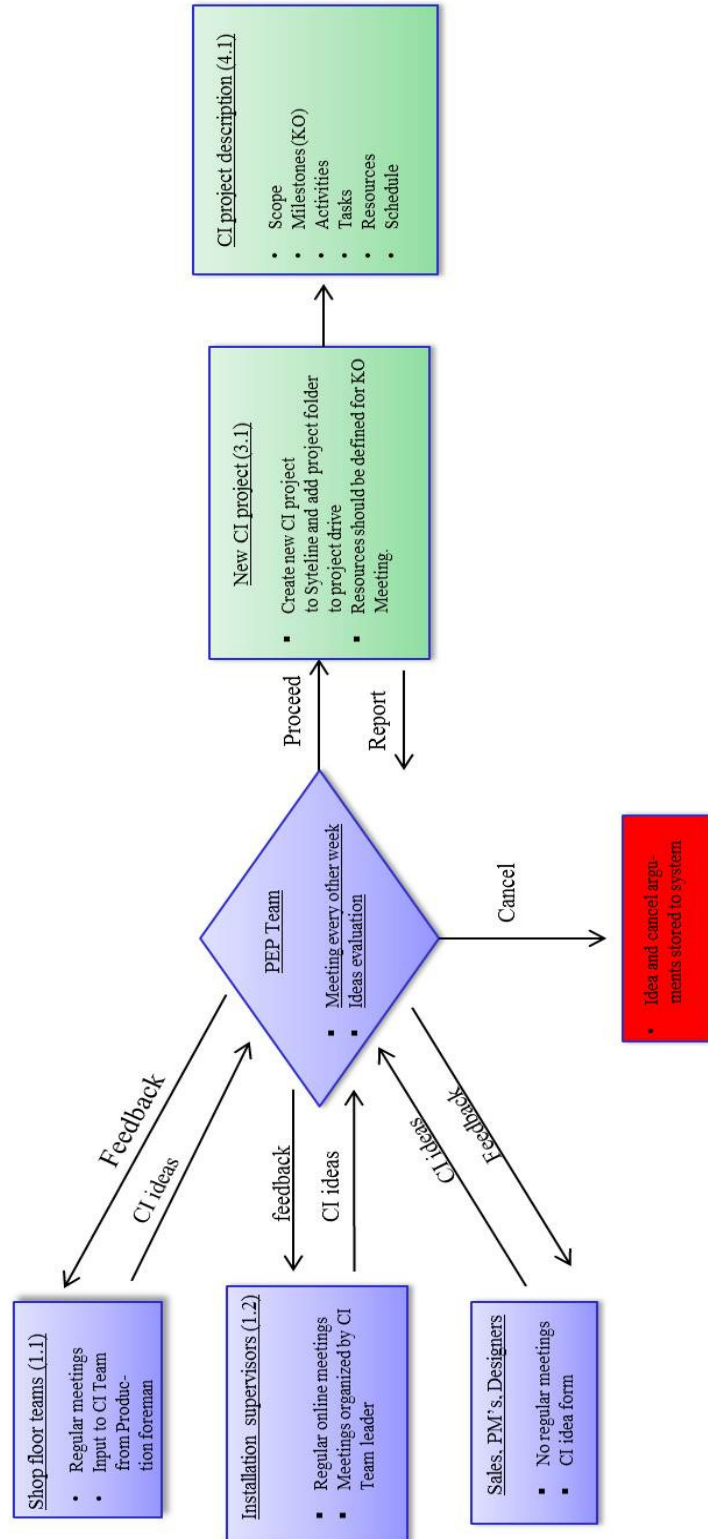 Shop floor teams (1.1)
• Regular meetings
• Input to CI Team
from Produc-
tion foreman
Installation supervisors (1.2)
▪ Regular online meetings
▪ Meetings organized by CI
Team leader
Sales, PM's, Designers
▪ No regular meetings
▪ CI idea form
Feedback
CI ideas
feedback
CI ideas
CI ideas
Feedback
PEP Team
▪ Meeting every other week
▪ Ideas evaluation
Proceed
Report
Cancel
• Idea and cancel argu-
ments stored to system
New CI project (3.1)
▪ Create new CI project
to Syteline and add project folder
to project drive
▪ Resources should be defined for KO
Meeting.
CI project description (4.1)
• Scope
• Milestones (KO)
• Activities
• Tasks
• Resources
• Schedule